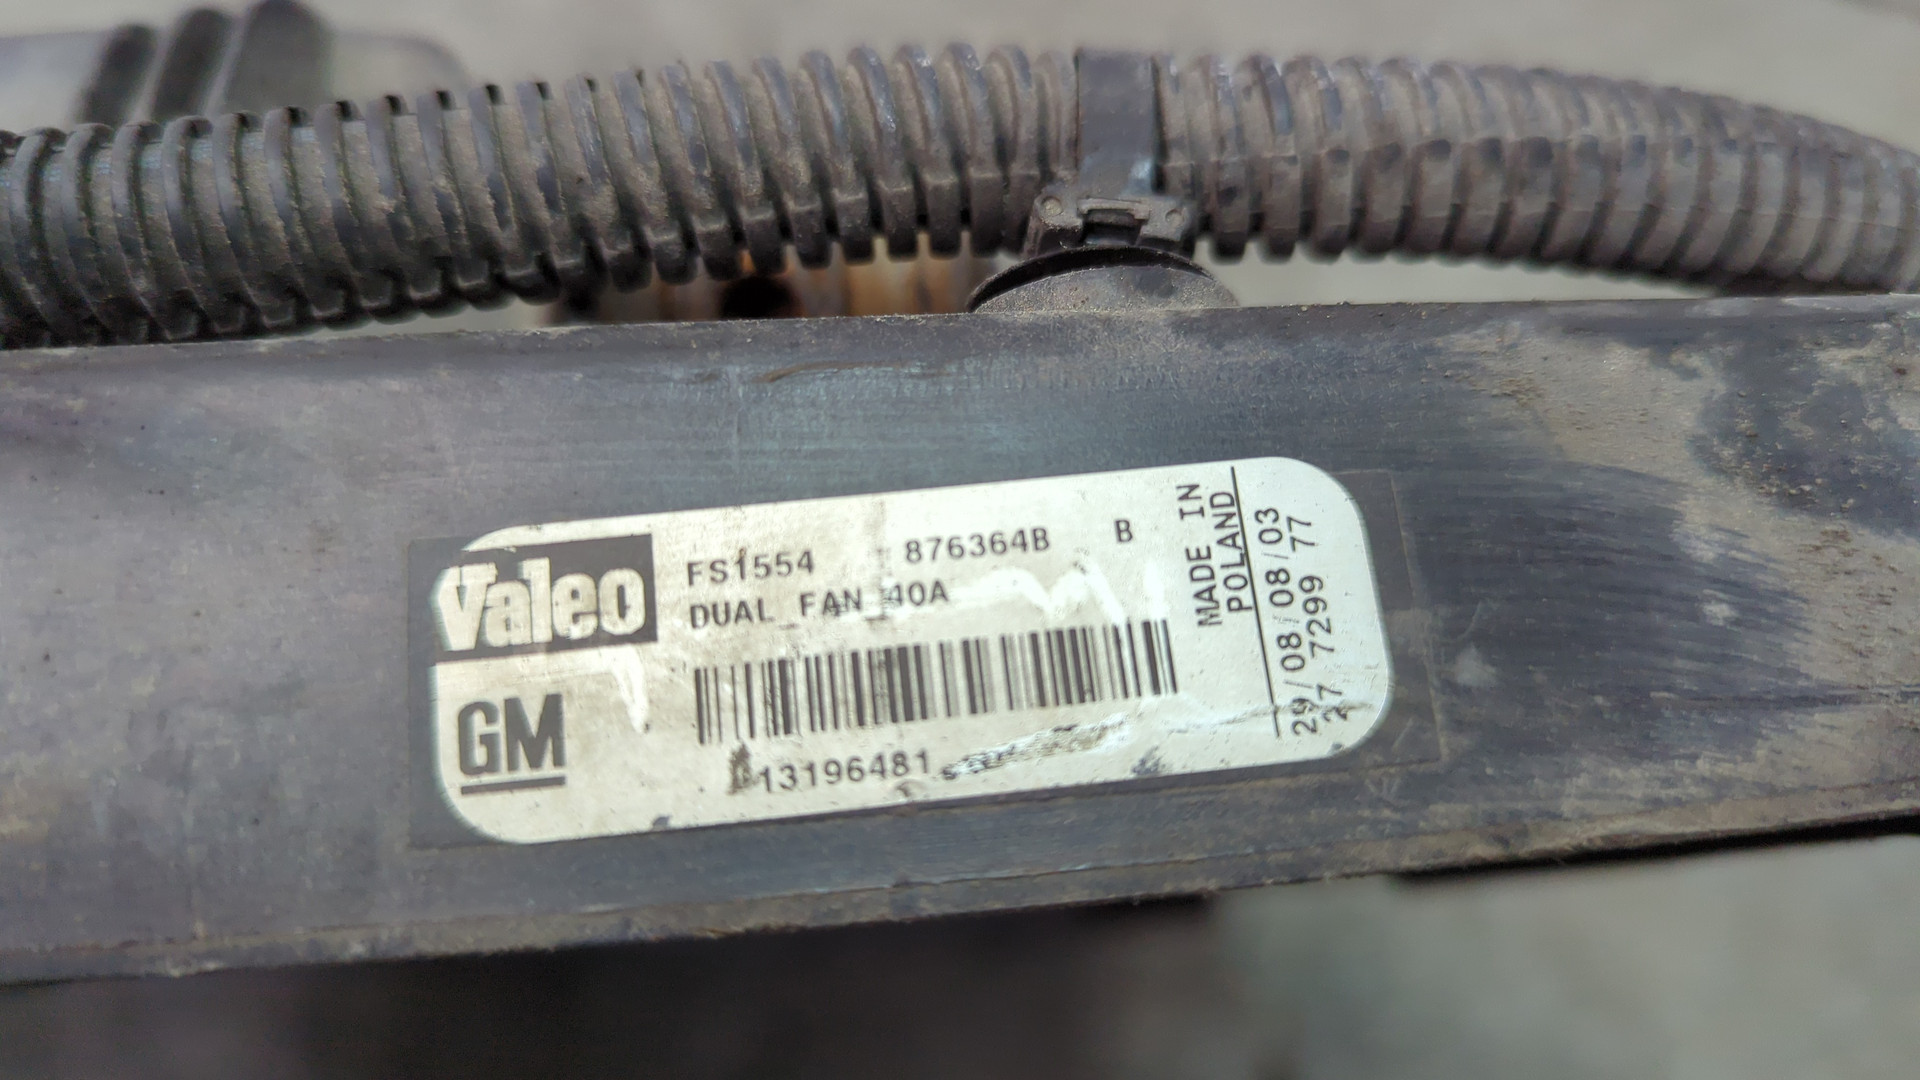 Valeo
FS1554 876364B B
DUAL_FAN_40A
GM
13196481
MADE IN
POLAND
29/08/08/03
27 7299 77